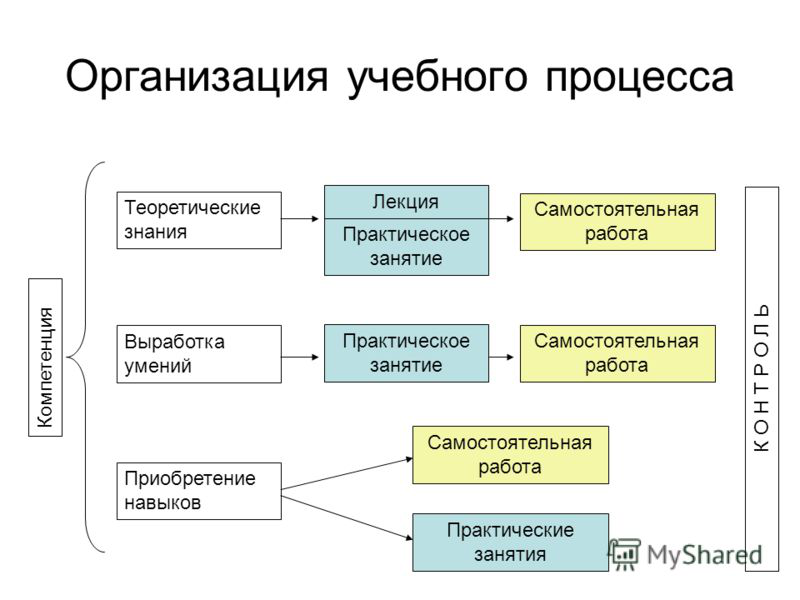 Организация учебного процесса
Компетенция
Теоретические
знания
Лекция
Практическое
занятие
Самостоятельная
работа
Выработка
умений
Практическое
занятие
Самостоятельная
работа
Приобретение
навыков
Самостоятельная
работа
Практические
занятия
К О Н Т Р О Л Ь
MyShared